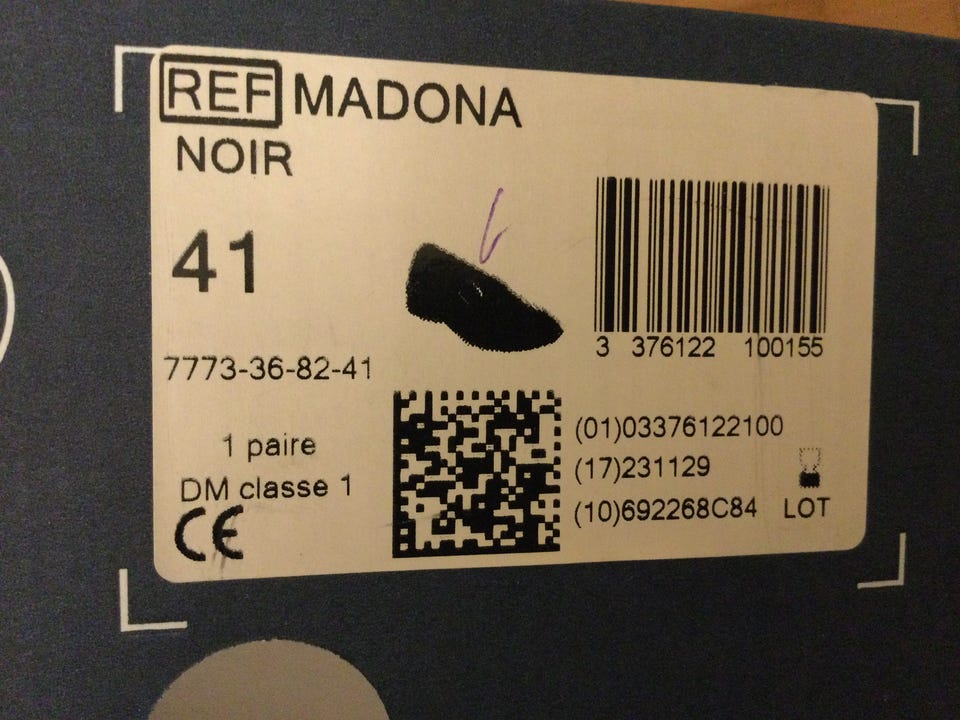 REF MADONA
NOIR
41
7773-36-82-41
3 376122 100155
1 paire
DM classe 1
CE
(01)03376122100
(17)231129
(10)692268C84 LOT